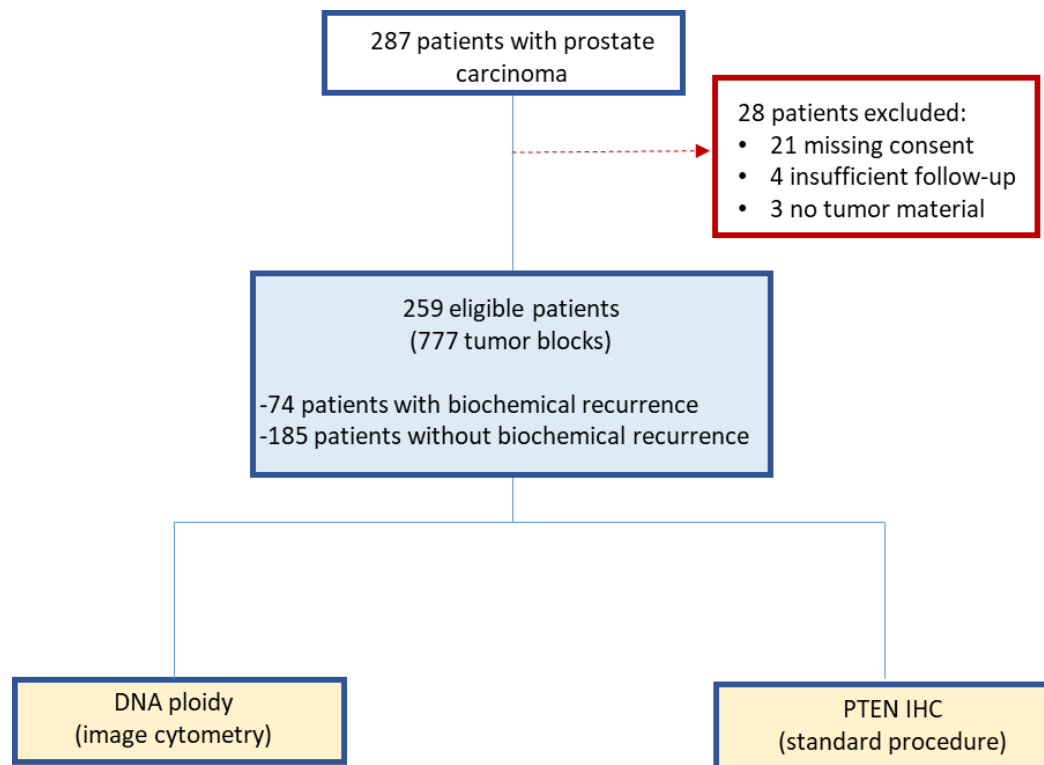 287 patients with prostate
carcinoma
28 patients excluded:
• 21 missing consent
• 4 insufficient follow-up
• 3 no tumor material
259 eligible patients
(777 tumor blocks)
-74 patients with biochemical recurrence
-185 patients without biochemical recurrence
DNA ploidy
(image cytometry)
PTEN IHC
(standard procedure)